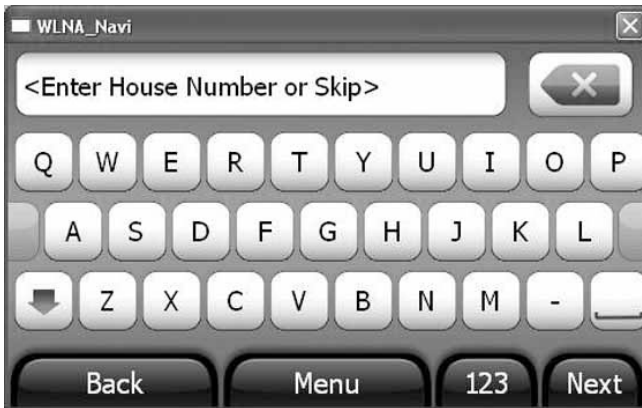 WLNA_Navi
<Enter House Number or Skip>
Q W E R T Y U I O P
A S D F G H J K L
Z X C V B N M -
Back Menu 123 Next